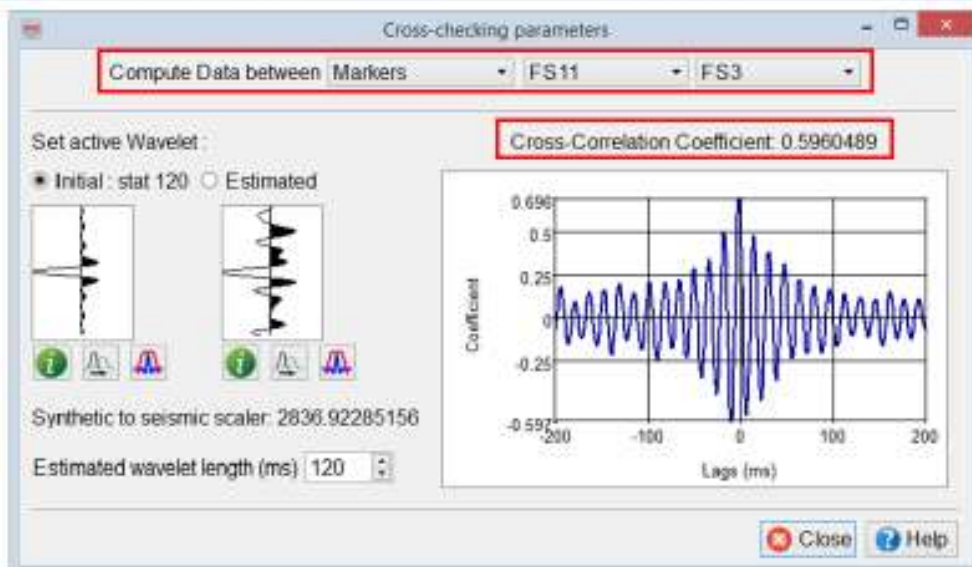 Cross-checking parameters
Compute Data between Markers FS11 FS3
Set active Wavelet :
Cross-Correlation Coefficient: 0.5960489
Initial : stat 120 Estimated
0.696
0.5
0.25
0
-0.25
-0.597
Coefficient
-200 -100 0 100 200
Lags (ms)
Synthetic to seismic scaler: 2836.92285156
Estimated wavelet length (ms) 120
Close Help